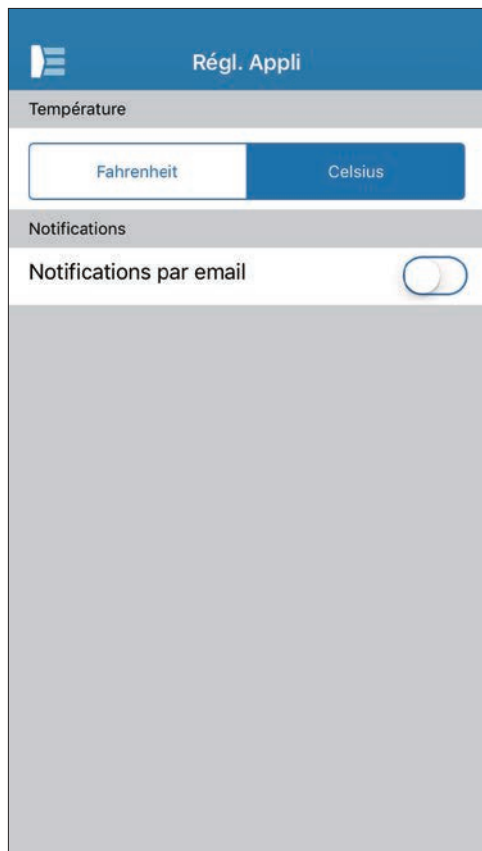 Régl. Appli
Température
Fahrenheit Celsius
Notifications
Notifications par email